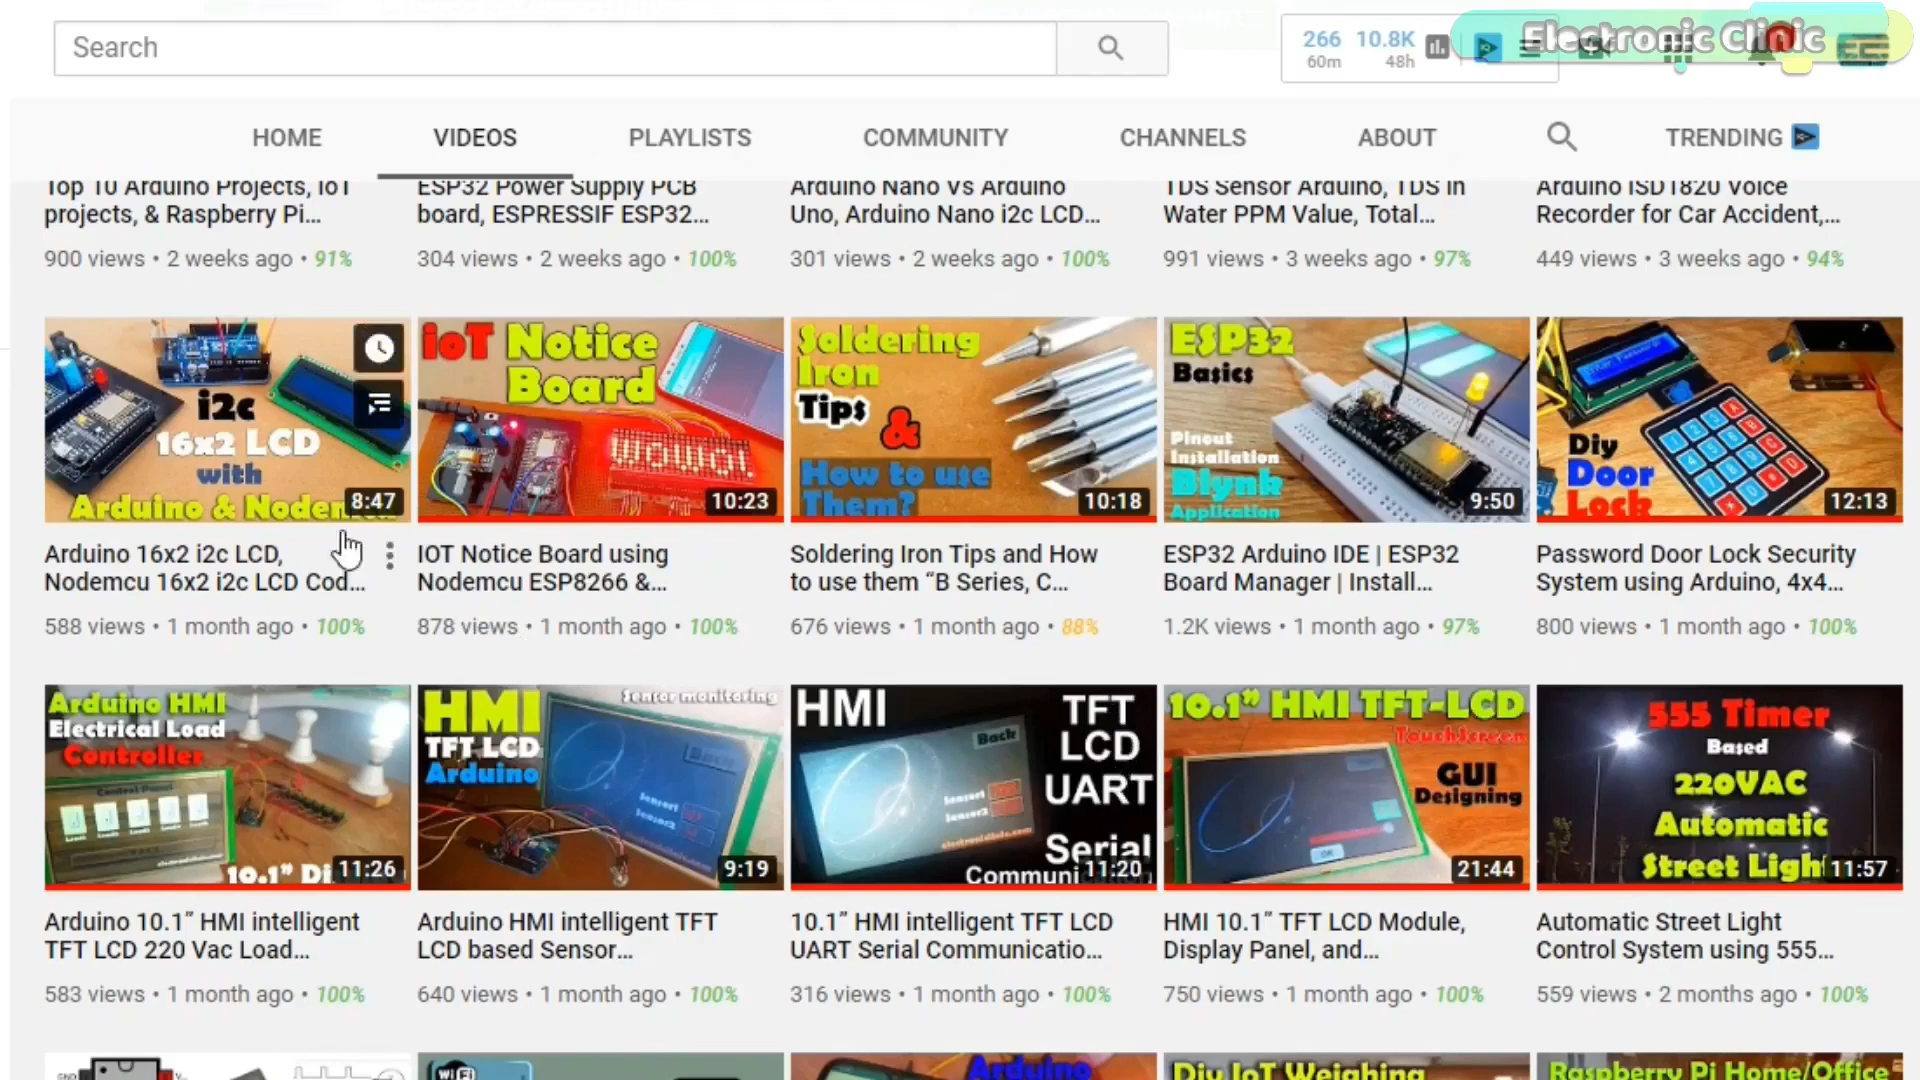 Search
266 10.8K
60m 48h
Electronic Clinic
HOME VIDEOS PLAYLISTS COMMUNITY CHANNELS ABOUT TRENDING
Top 10 Arduino Projects, IoT
projects, & Raspberry Pi...
900 views • 2 weeks ago • 91%
ESP32 Power Supply PCB
board, ESPRESSIF ESP32...
304 views • 2 weeks ago • 100%
Arduino Nano Vs Arduino
Uno, Arduino Nano i2c LCD...
301 views • 2 weeks ago • 100%
TDS Sensor Arduino, TDS in
Water PPM Value, Total...
991 views • 3 weeks ago • 97%
Arduino ISD1820 Voice
Recorder for Car Accident,...
449 views • 3 weeks ago • 94%
i2c
16x2 LCD
with
Arduino & Nodemcu
8:47
Arduino 16x2 i2c LCD,
Nodemcu 16x2 i2c LCD Cod...
588 views • 1 month ago • 100%
ioT Notice
Board
10:23
IOT Notice Board using
Nodemcu ESP8266 &...
878 views • 1 month ago • 100%
Soldering
Iron
Tips
&
How to use
Them?
10:18
Soldering Iron Tips and How
to use them “B Series, C...
676 views • 1 month ago • 88%
ESP32
Basics
Pinout
Installation
Blynk
Application
9:50
ESP32 Arduino IDE | ESP32
Board Manager | Install...
1.2K views • 1 month ago • 97%
Diy
Door
Lock
12:13
Password Door Lock Security
System using Arduino, 4x4...
800 views • 1 month ago • 100%
Arduino HMI
Electrical Load
Controller
Control Panel
10.1” Di
11:26
Arduino 10.1” HMI intelligent
TFT LCD 220 Vac Load...
583 views • 1 month ago • 100%
HMI
Sensor monitoring
TFT LCD
Arduino
Back
Sensor1
Sensor2
9:19
Arduino HMI intelligent TFT
LCD based Sensor...
640 views • 1 month ago • 100%
HMI
TFT
LCD
UART
Serial
Communi
Back
Sensor1
Sensor2
11:20
10.1” HMI intelligent TFT LCD
UART Serial Communicatio...
316 views • 1 month ago • 100%
10.1” HMI TFT-LCD
TouchScreen
GUI
Designing
OK
21:44
HMI 10.1” TFT LCD Module,
Display Panel, and...
750 views • 1 month ago • 100%
555 Timer
Based
220VAC
Automatic
Street Light
11:57
Automatic Street Light
Control System using 555...
559 views • 2 months ago • 100%
WiFi
Arduino
Diy IoT Weighing
Raspberry Pi Home/Office